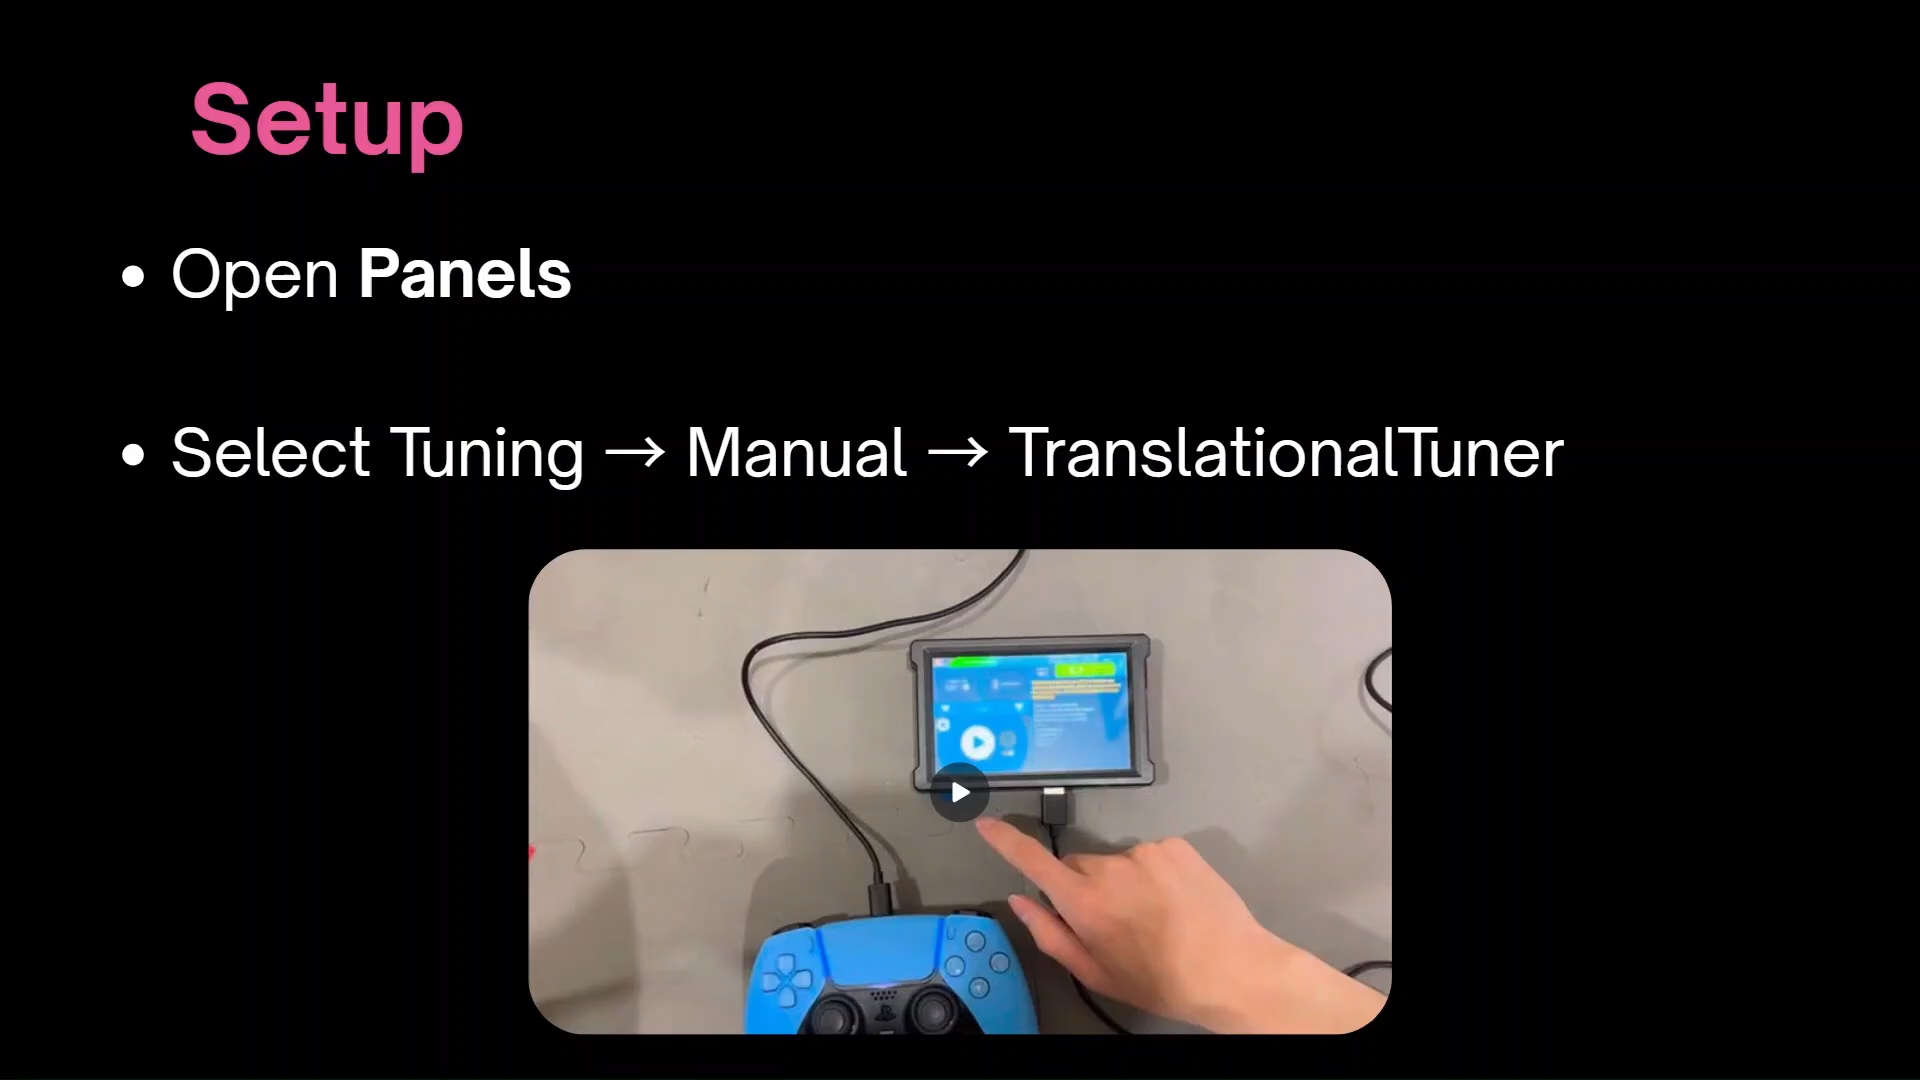 Setup
• Open Panels
• Select Tuning → Manual → TranslationalTuner